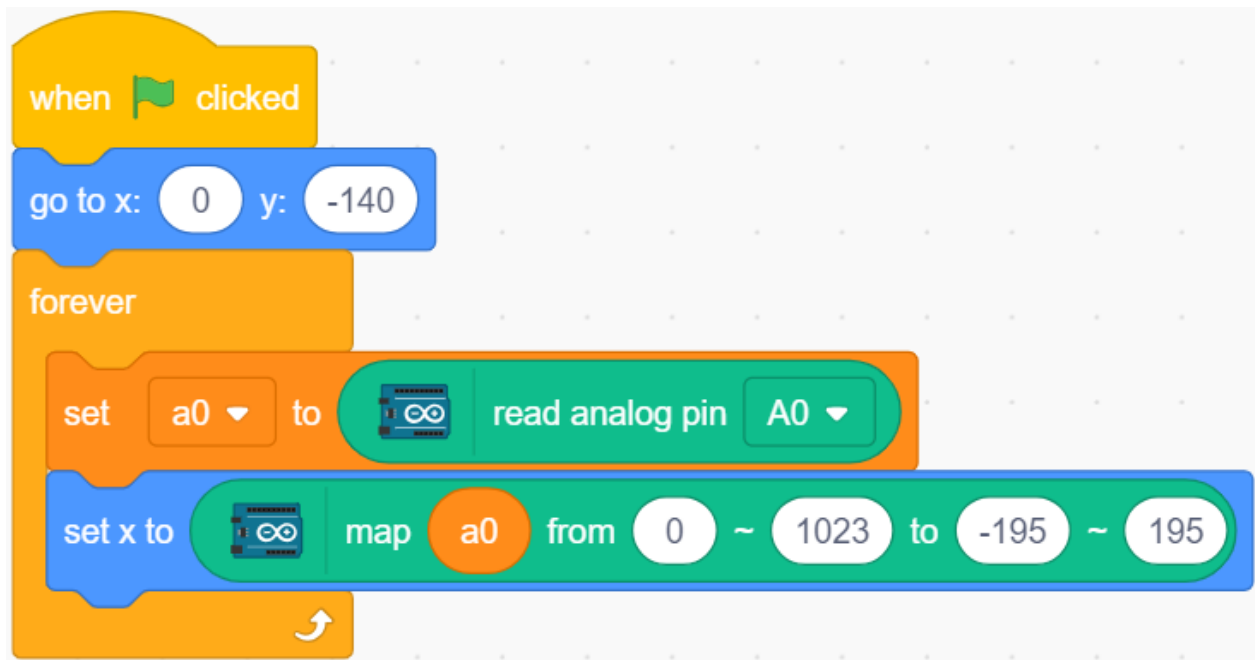 when clicked
go to x: 0 y: -140
forever
set a0 to read analog pin A0
set x to map a0 from 0 ~ 1023 to -195 ~ 195